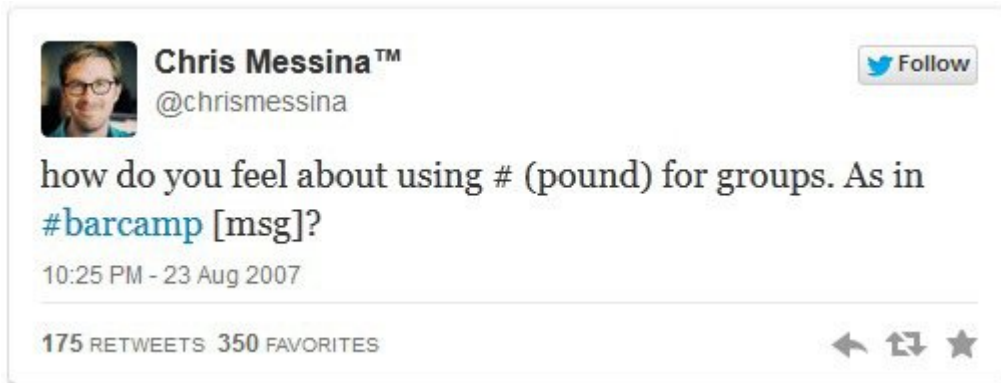 Chris Messina™
Follow
@chrismessina
how do you feel about using # (pound) for groups. As in
#barcamp [msg]?
10:25 PM - 23 Aug 2007
175 RETWEETS 350 FAVORITES